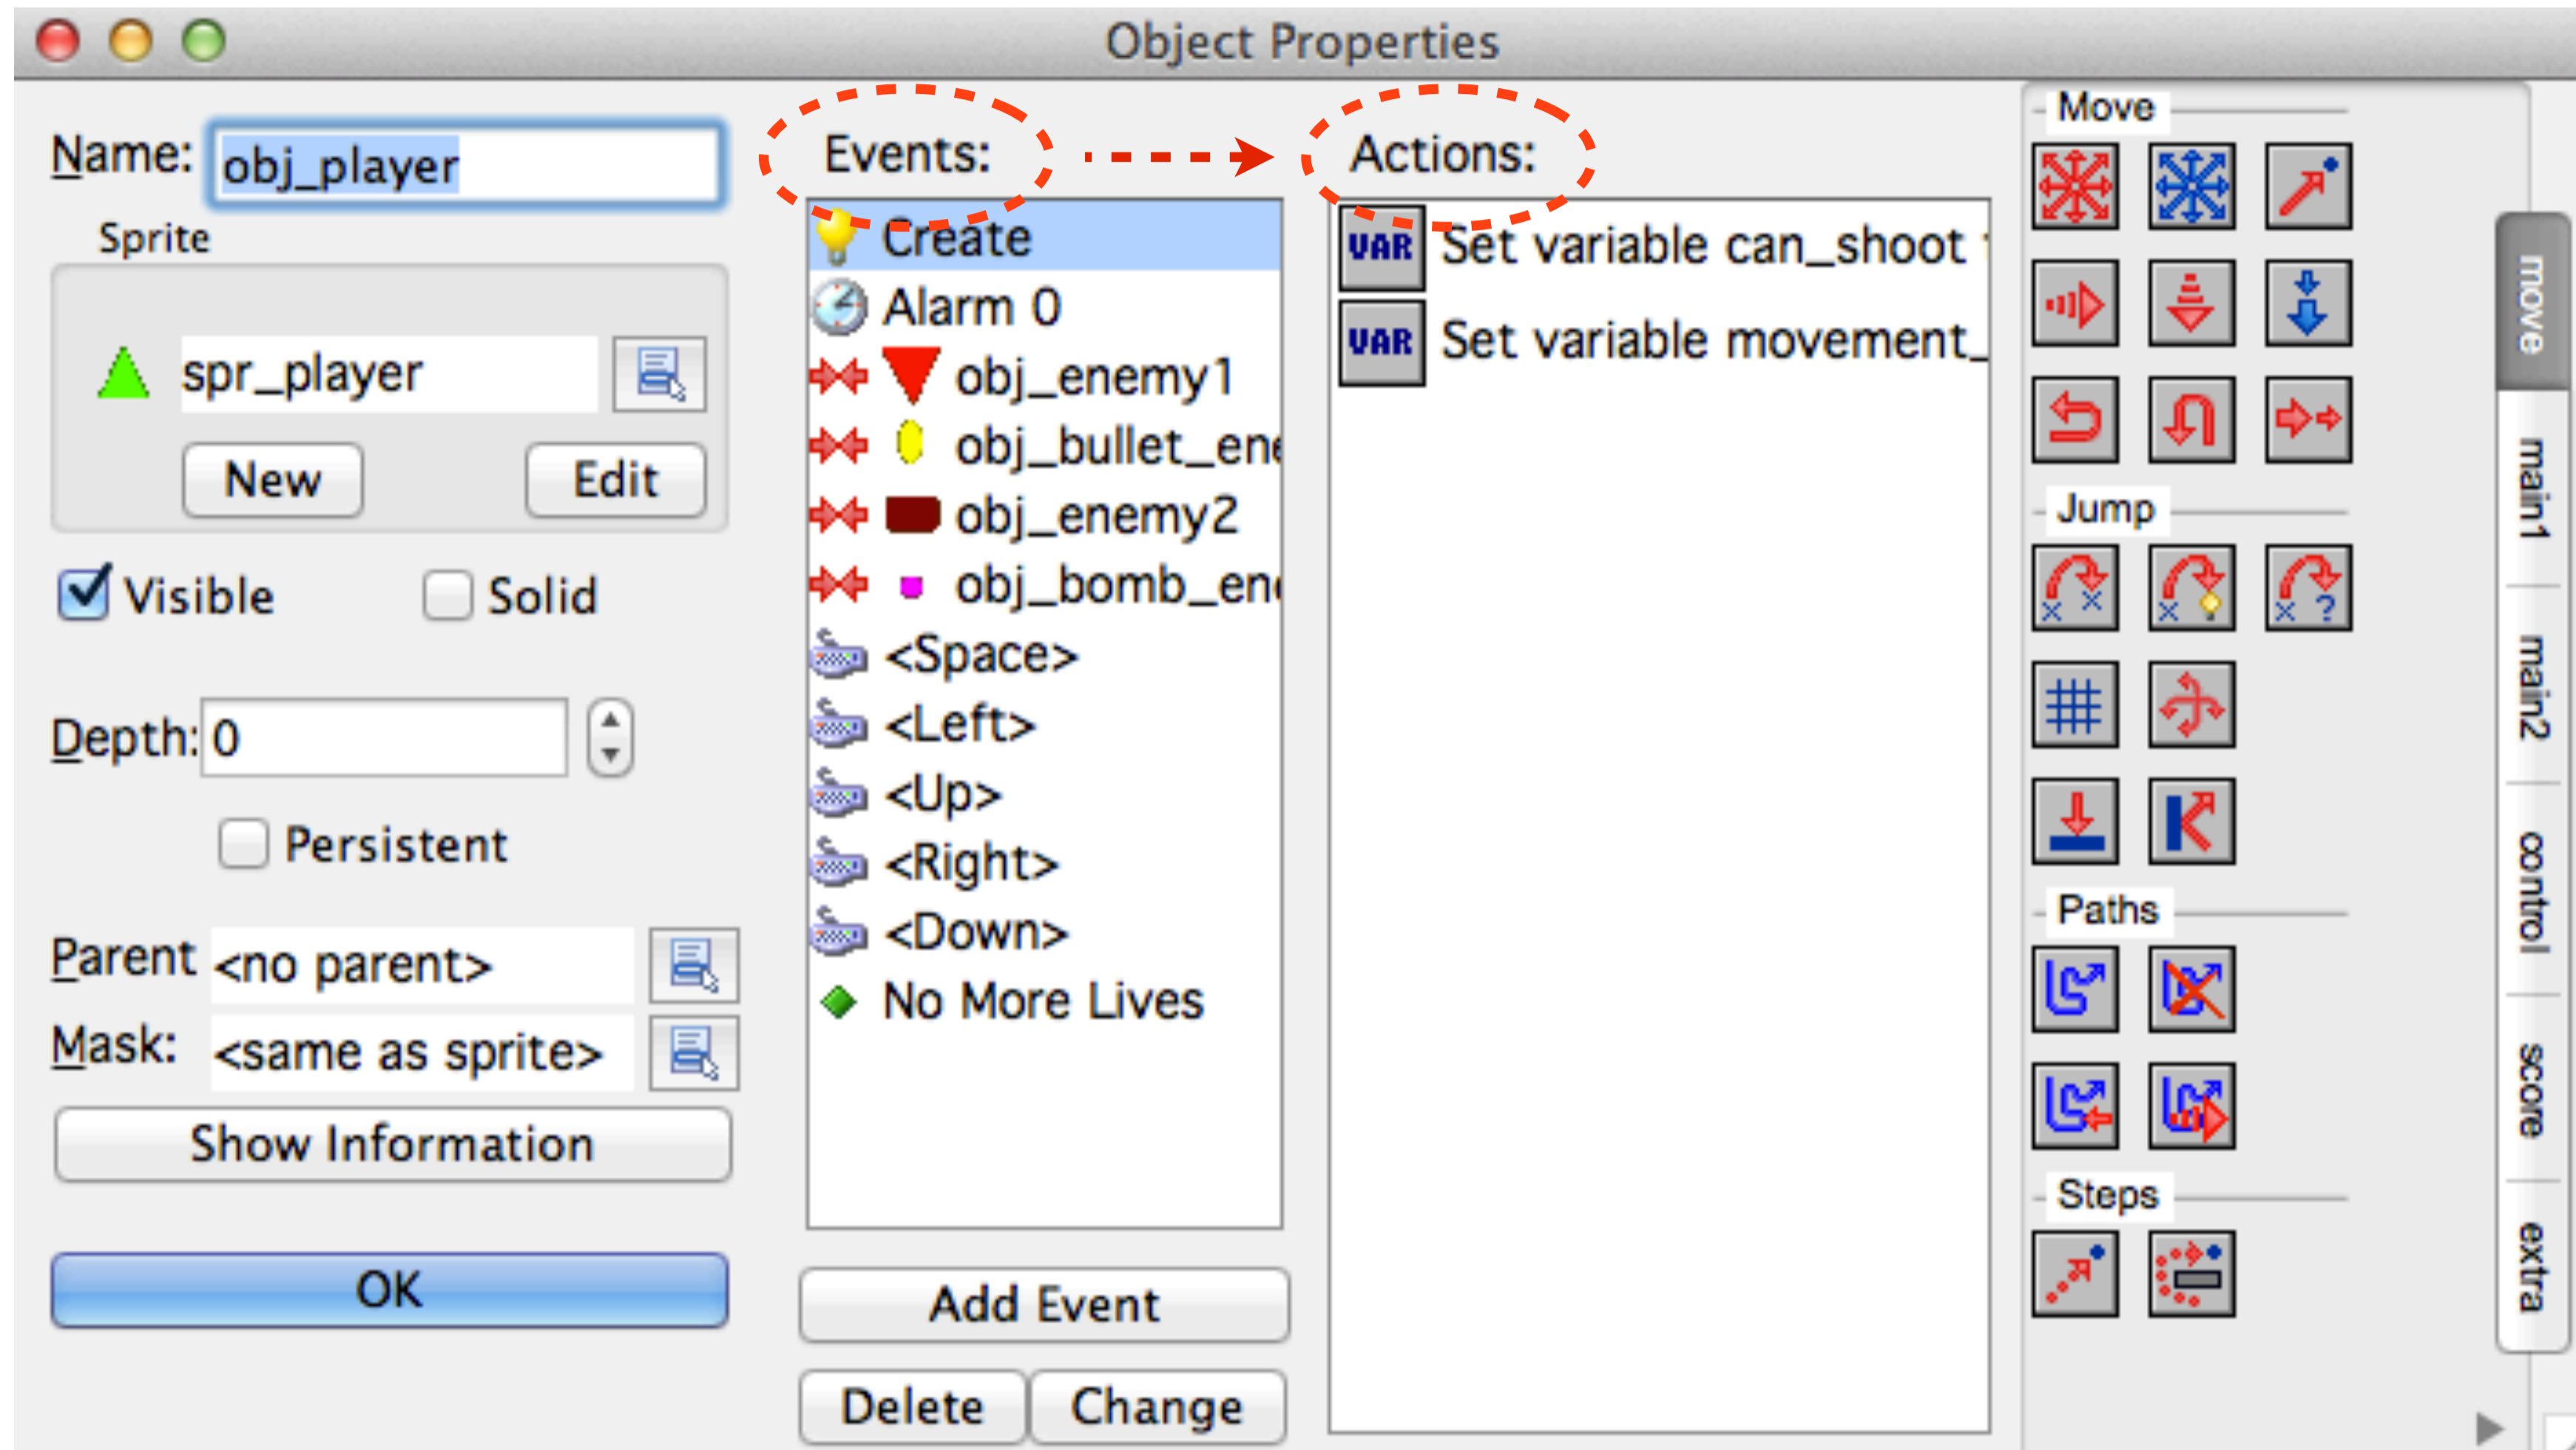 Object Properties
Name: obj_player
Sprite
spr_player
New Edit
Visible Solid
Depth: 0
Persistent
Parent <no parent>
Mask: <same as sprite>
Show Information
OK
Events:
Create
Alarm 0
obj_enemy1
obj_bullet_ene
obj_enemy2
obj_bomb_en
<Space>
<Left>
<Up>
<Right>
<Down>
No More Lives
Add Event
Delete Change
Actions:
VAR Set variable can_shoot
VAR Set variable movement_
Move
Jump
Paths
Steps
move
main1
main2
control
score
extra